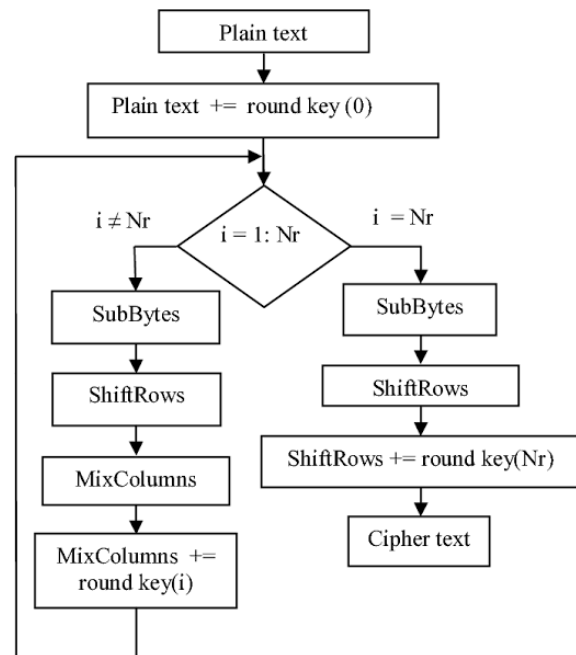 Plain text
Plain text += round key (0)
i ≠ Nr
i = 1: Nr
i = Nr
SubBytes
ShiftRows
MixColumns
MixColumns +=
round key(i)
SubBytes
ShiftRows
ShiftRows += round key(Nr)
Cipher text